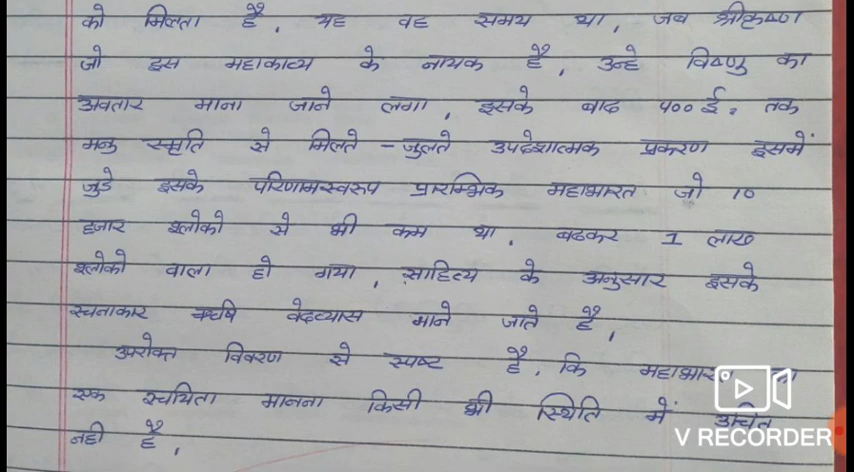 को मिलता है, यह वह समय था, जब श्रीकृष्ण
जो इस महाकाव्य के नायक है, उन्हे विष्णु का
अवतार माना जाने लगा, इसके बाद 400 ई॰ तक
मनु स्मृति से मिलते - जुलते उपदेशात्मक प्रकरण इसमें
जुडे इसके परिणामस्वरुप प्रारम्भिक महाभारत जो 10
हजार श्लोको से भी कम था, बढकर 1 लाख
श्लोको वाला हो गया, साहित्य के अनुसार इसके
रचनाकार ऋषि वेदव्यास माने जाते है,
उपरोक्त विवरण से स्पष्ट है, कि महाभारत
एक रचयिता मानना किसी भी स्थिति में उचित
नही है,
V RECORDER